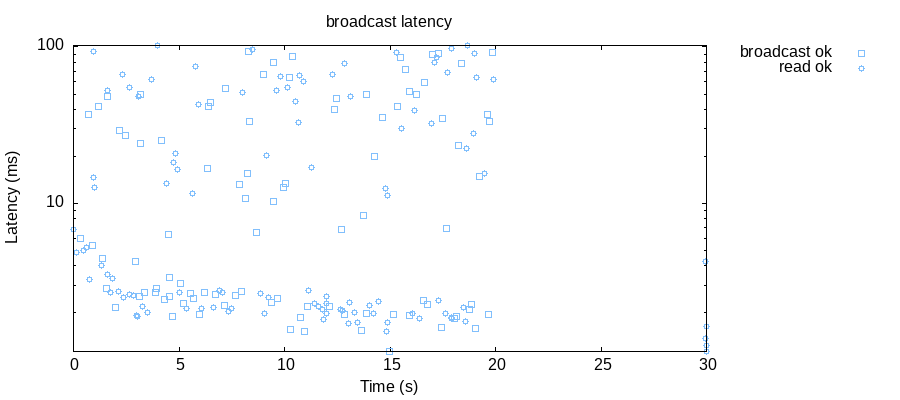 broadcast latency
broadcast ok
read ok
100
10
Latency (ms)
0 5 10 15 20 25 30
Time (s)